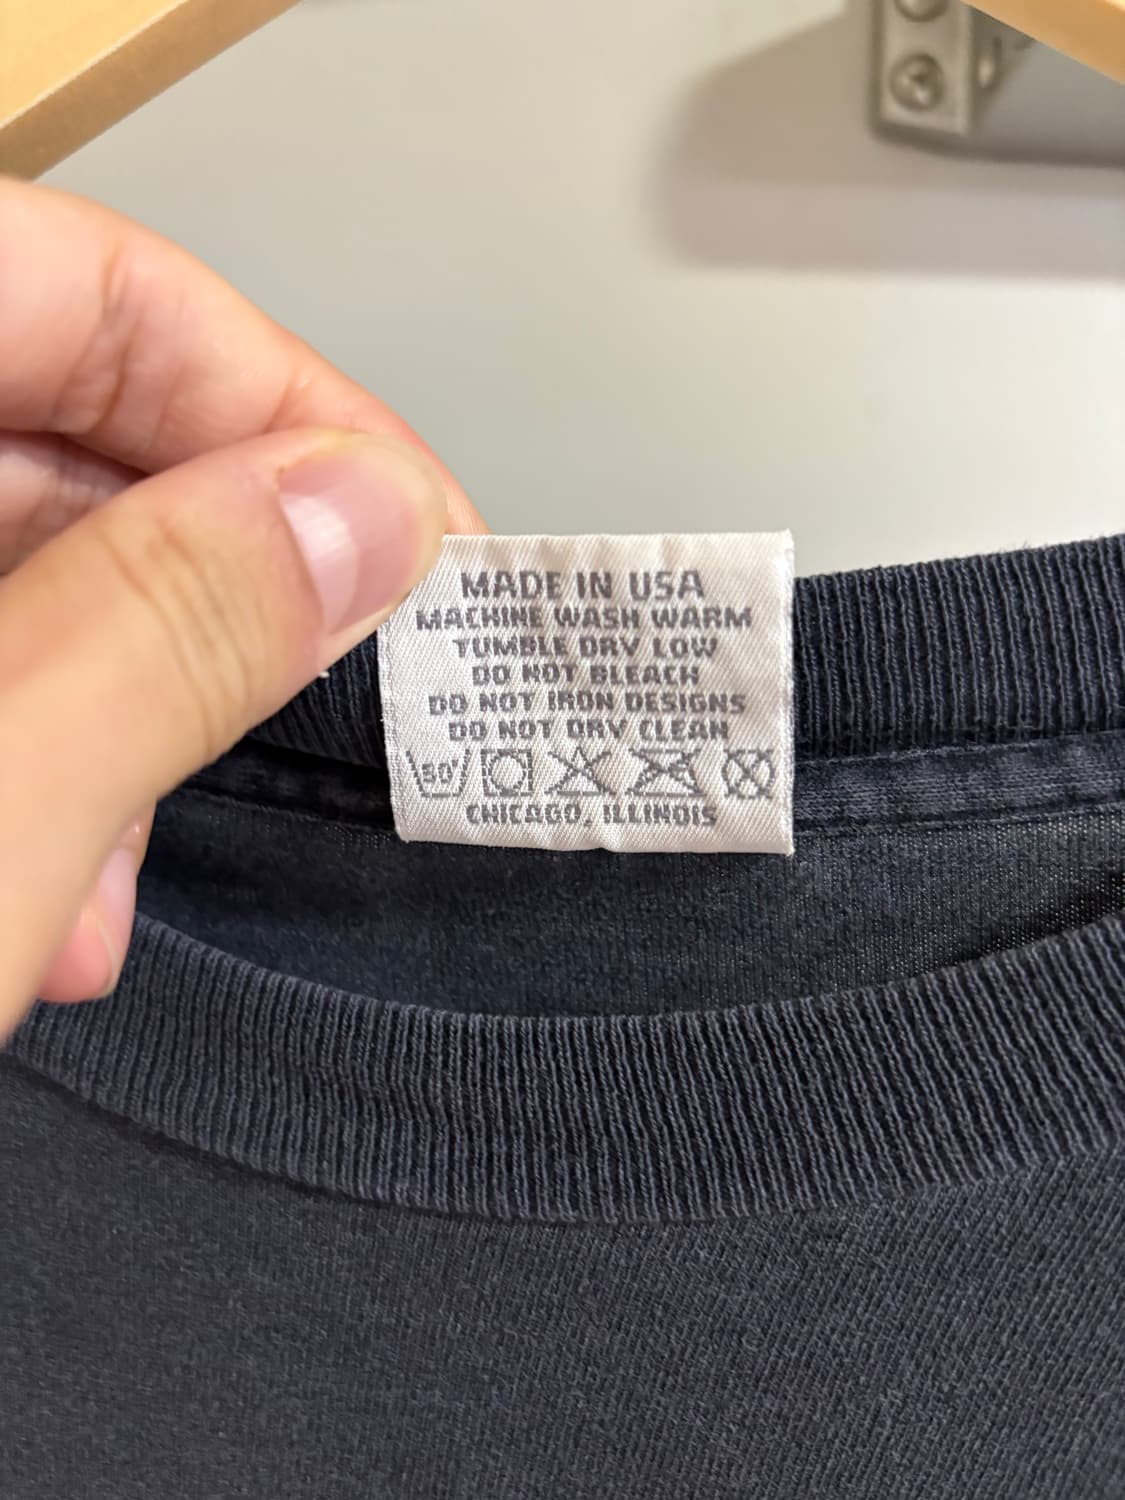 MADE IN USA
MACHINE WASH WARM
TUMBLE DRY LOW
DO NOT BLEACH
DO NOT IRON DESIGNS
DO NOT DRY CLEAN
50°
CHICAGO, ILLINOIS